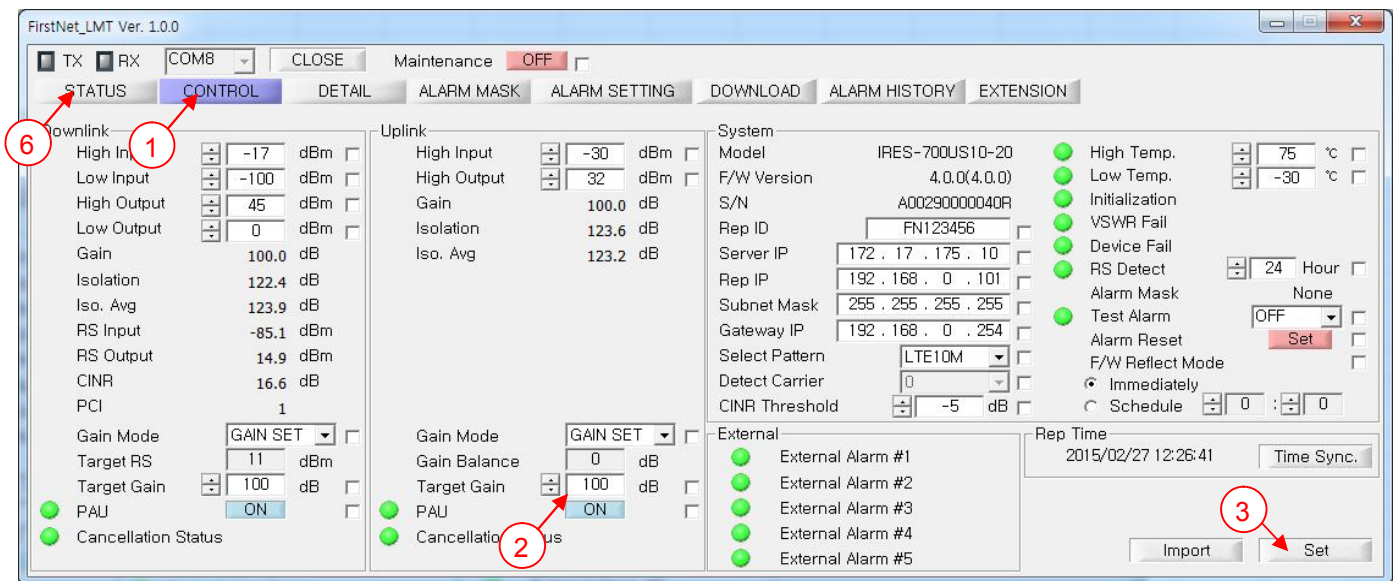 FirstNet_LMT Ver. 1.0.0
TX RX COM8 CLOSE Maintenance OFF
STATUS CONTROL DETAIL ALARM MASK ALARM SETTING DOWNLOAD ALARM HISTORY EXTENSION
6
1
Downlink
High In
-17 dBm
Low Input -100 dBm
High Output 45 dBm
Low Output 0 dBm
Gain 100.0 dB
Isolation 122.4 dB
Iso. Avg 123.9 dB
RS Input -85.1 dBm
RS Output 14.9 dBm
CINR 16.6 dB
PCI 1
Gain Mode GAIN SET
Target RS 11 dBm
Target Gain 100 dB
PAU ON
Cancellation Status
Uplink
High Input -30 dBm
High Output 32 dBm
Gain 100.0 dB
Isolation 123.6 dB
Iso. Avg 123.2 dB
Gain Mode GAIN SET
Gain Balance 0 dB
Target Gain 100 dB
PAU ON
Cancellatio us
2
System
Model IRES-700US10-20
F/W Version 4.0.0(4.0.0)
S/N A00290000040R
Rep ID FN123456
Server IP 172 . 17 . 175 . 10
Rep IP 192 . 168 . 0 . 101
Subnet Mask 255 . 255 . 255 . 255
Gateway IP 192 . 168 . 0 . 254
Select Pattern LTE10M
Detect Carrier 0
CINR Threshold -5 dB
High Temp. 75 ℃
Low Temp. -30 ℃
Initialization
VSWR Fail
Device Fail
RS Detect 24 Hour
Alarm Mask None
Test Alarm OFF
Alarm Reset Set
F/W Reflect Mode
Immediately
Schedule 0 : 0
External
External Alarm #1
External Alarm #2
External Alarm #3
External Alarm #4
External Alarm #5
Rep Time
2015/02/27 12:26:41 Time Sync.
3
Import Set